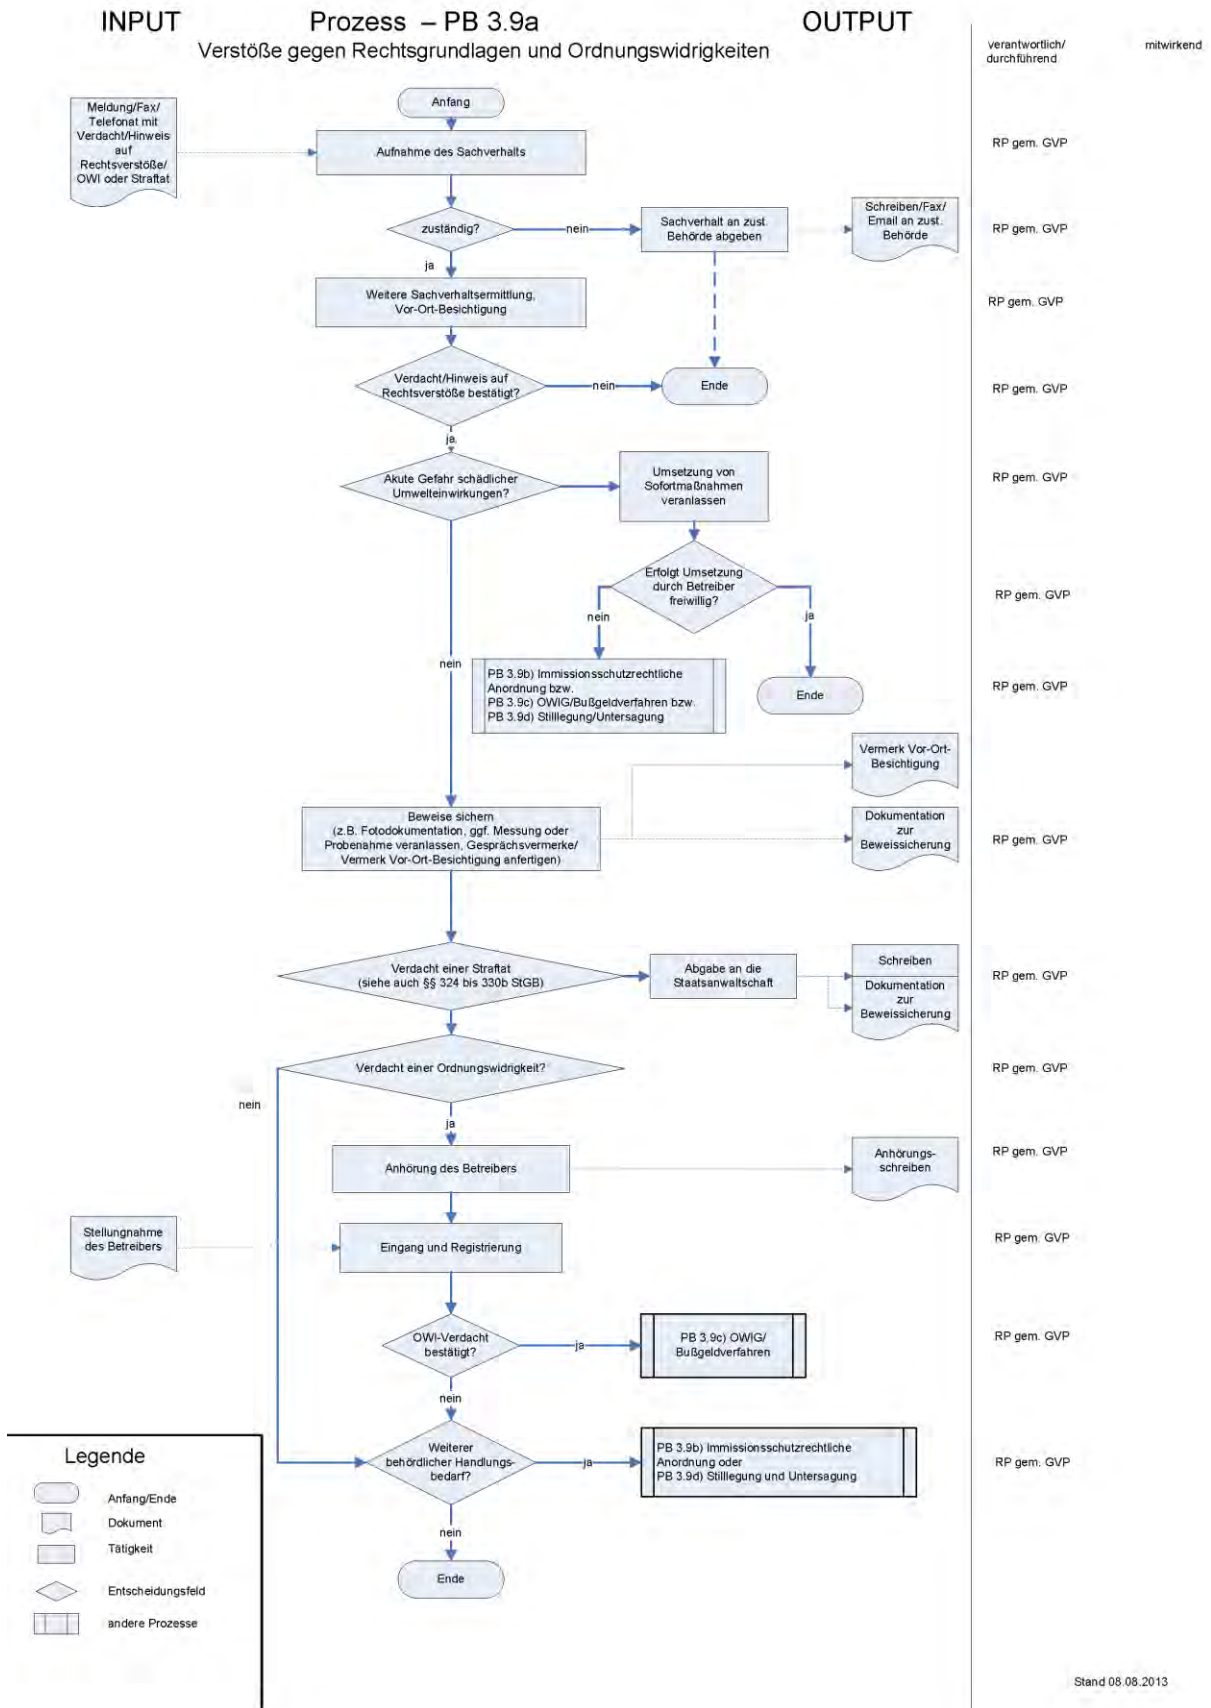 INPUT
Prozess – PB 3.9a
OUTPUT
Verstöße gegen Rechtsgrundlagen und Ordnungswidrigkeiten
verantwortlich/
durchführend
mitwirkend
Anfang
Meldung/Fax/
Telefonat mit
Verdacht/Hinweis
auf
Rechtsverstöße/
OWI oder Straftat
Aufnahme des Sachverhalts
RP gem. GVP
zuständig?
nein
Sachverhalt an zust.
Behörde abgeben
Schreiben/Fax/
Email an zust.
Behörde
RP gem. GVP
ja
Weitere Sachverhaltsermittlung,
Vor-Ort-Besichtigung
RP gem. GVP
Verdacht/Hinweis auf
Rechtsverstöße bestätigt?
nein
Ende
RP gem. GVP
ja
Akute Gefahr schädlicher
Umwelteinwirkungen?
Umsetzung von
Sofortmaßnahmen
veranlassen
RP gem. GVP
Erfolgt Umsetzung
durch Betreiber
freiwillig?
RP gem. GVP
nein
ja
nein
PB 3.9b) Immissionsschutzrechtliche
Anordnung bzw.
PB 3.9c) OWIG/Bußgeldverfahren bzw.
PB 3.9d) Stilllegung/Untersagung
Ende
RP gem. GVP
Vermerk Vor-Ort-
Besichtigung
Beweise sichern
(z.B. Fotodokumentation, ggf. Messung oder
Probenahme veranlassen, Gesprächsvermerke/
Vermerk Vor-Ort-Besichtigung anfertigen)
Dokumentation
zur
Beweissicherung
RP gem. GVP
Verdacht einer Straftat
(siehe auch §§ 324 bis 330b StGB)
Abgabe an die
Staatsanwaltschaft
Schreiben
Dokumentation
zur
Beweissicherung
RP gem. GVP
Verdacht einer Ordnungswidrigkeit?
RP gem. GVP
nein
ja
Anhörung des Betreibers
Anhörungs-
schreiben
RP gem. GVP
Stellungnahme
des Betreibers
Eingang und Registrierung
RP gem. GVP
OWI-Verdacht
bestätigt?
ja
PB 3.9c) OWIG/
Bußgeldverfahren
RP gem. GVP
nein
Weiterer
behördlicher Handlungs-
bedarf?
ja
PB 3.9b) Immissionsschutzrechtliche
Anordnung oder
PB 3.9d) Stilllegung und Untersagung
RP gem. GVP
nein
Ende
Legende
Anfang/Ende
Dokument
Tätigkeit
Entscheidungsfeld
andere Prozesse
Stand 08.08.2013